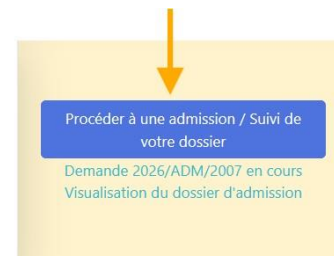 Procéder à une admission / Suivi de
votre dossier
Demande 2026/ADM/2007 en cours
Visualisation du dossier d'admission